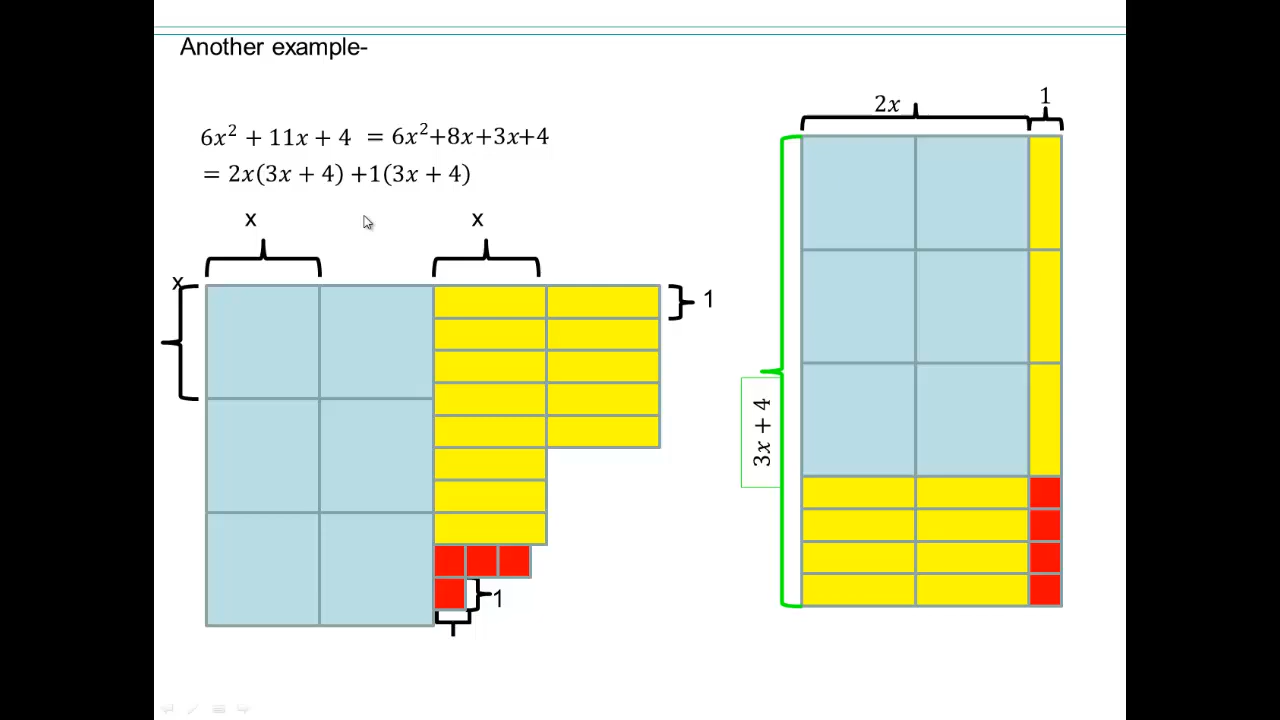 Another example-
6x² + 11x + 4 = 6x²+8x+3x+4
= 2x(3x + 4) +1(3x + 4)
x
x
x
1
1
2x
1
3x + 4